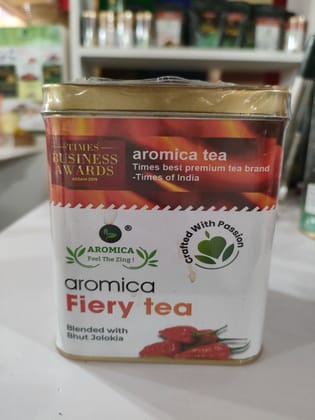 TIMES
BUSINESS
AWARDS
aromica tea
Times best premium tea brand
-Times of India
AROMICA
Feel The Zing !
Crafted With Passion
aromica
Fiery tea
Blended with
Bhut Jolokia